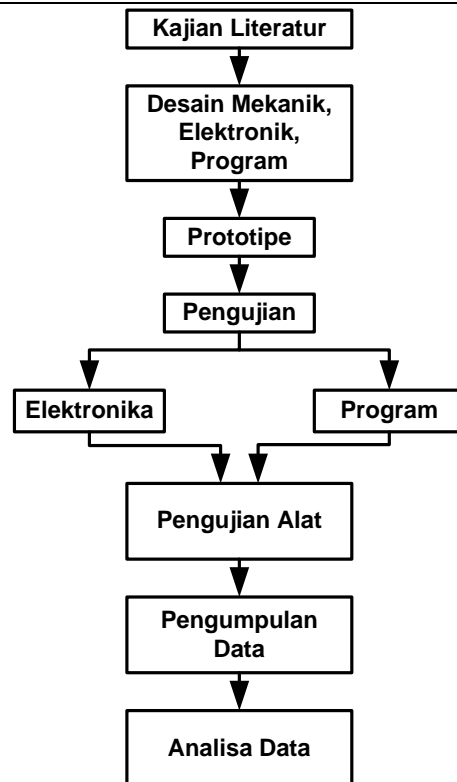 Kajian Literatur
Desain Mekanik,
Elektronik,
Program
Prototipe
Pengujian
Elektronika
Program
Pengujian Alat
Pengumpulan
Data
Analisa Data